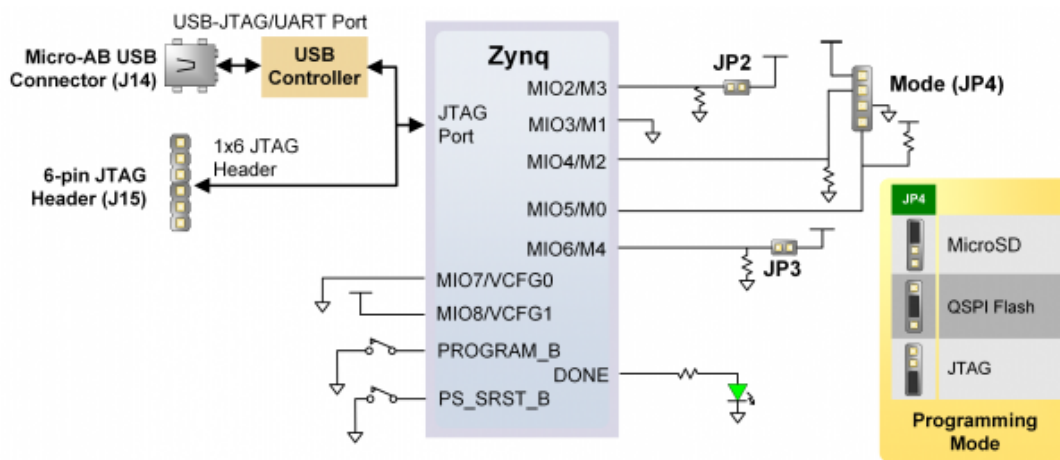 USB-JTAG/UART Port
Micro-AB USB
Connector (J14)
USB
Controller
Zynq
JTAG
Port
1x6 JTAG
Header
6-pin JTAG
Header (J15)
MIO2/M3
MIO3/M1
MIO4/M2
MIO5/M0
MIO6/M4
MIO7/VCFG0
MIO8/VCFG1
PROGRAM_B
PS_SRST_B
DONE
JP2
JP3
Mode (JP4)
JP4
MicroSD
QSPI Flash
JTAG
Programming
Mode